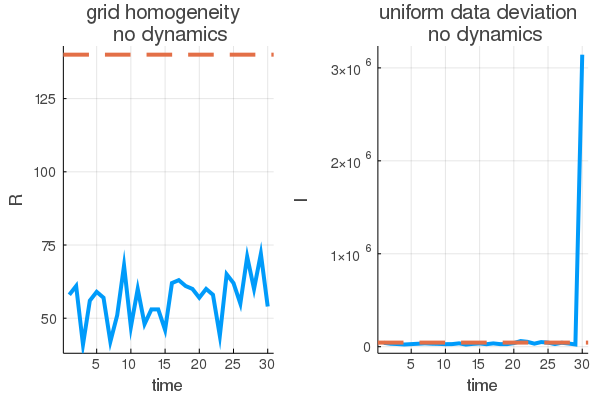 grid homogeneity
no dynamics
R
125
100
75
50
5
10
15
20
25
30
time
uniform data deviation
no dynamics
I
3×10⁶
2×10⁶
1×10⁶
0
5
10
15
20
25
30
time